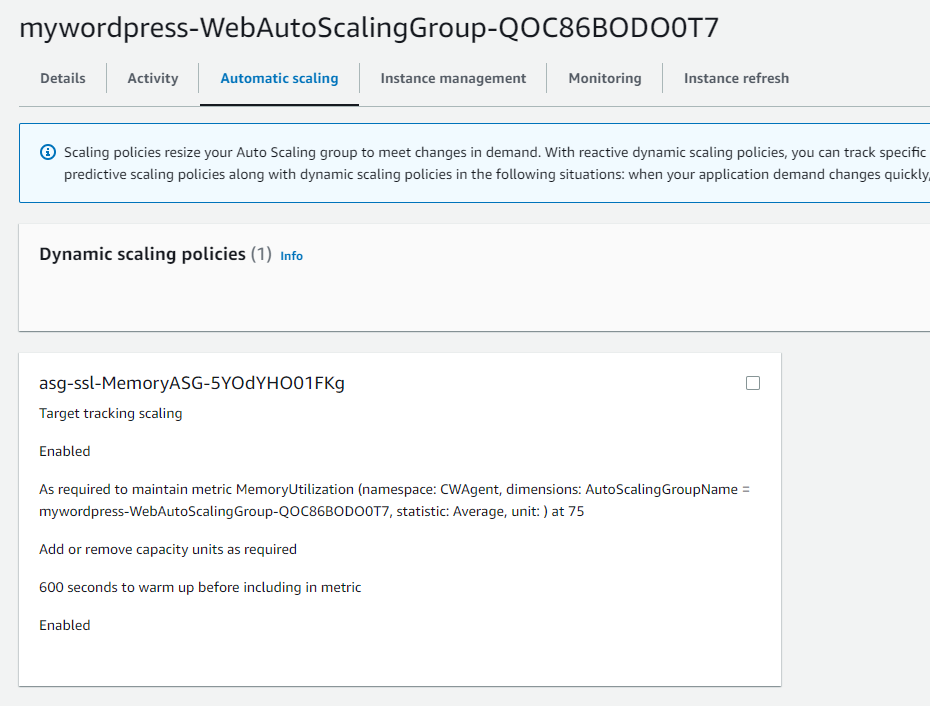 mywordpress-WebAutoScalingGroup-QOC86BODO0T7
Details
Activity
Automatic scaling
Instance management
Monitoring
Instance refresh
Scaling policies resize your Auto Scaling group to meet changes in demand. With reactive dynamic scaling policies, you can track specific
predictive scaling policies along with dynamic scaling policies in the following situations: when your application demand changes quickly,
Dynamic scaling policies (1) Info
asg-ssl-MemoryASG-5YOdYHO01FKg
Target tracking scaling
Enabled
As required to maintain metric MemoryUtilization (namespace: CWAgent, dimensions: AutoScalingGroupName =
mywordpress-WebAutoScalingGroup-QOC86BODO0T7, statistic: Average, unit: ) at 75
Add or remove capacity units as required
600 seconds to warm up before including in metric
Enabled